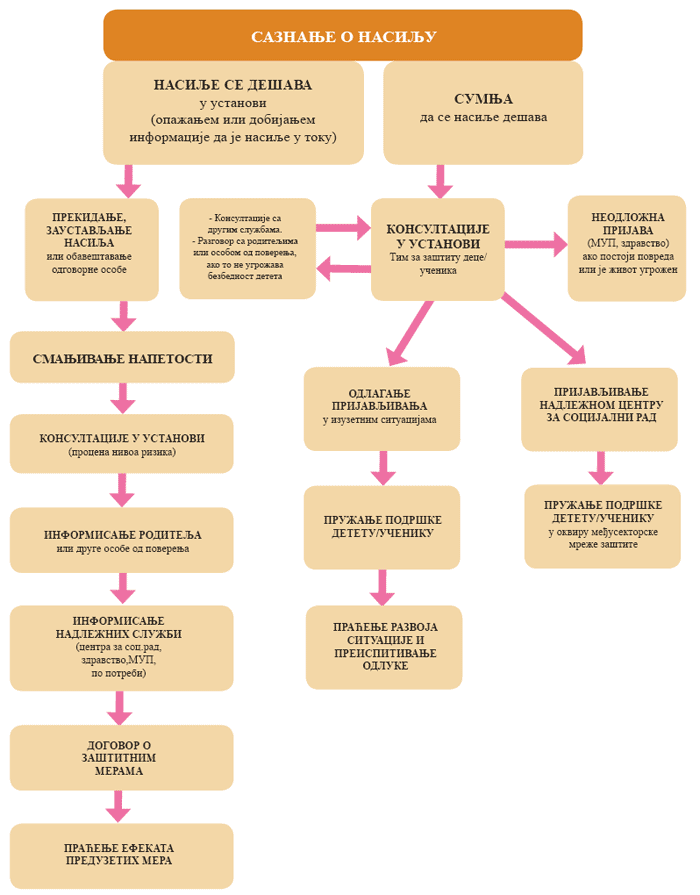 САЗНАЊЕ О НАСИЉУ
НАСИЉЕ СЕ ДЕШАВА
у установи
(опажањем или добијањем
информације да је насиље у току)
СУМЊА
да се насиље дешава
ПРЕКИДАЊЕ,
ЗАУСТАВЉАЊЕ
НАСИЉА
или обавештавање
одговорне особе
- Консултације са
другим службама.
- Разговор са родитељима
или особом од поверења,
ако то не угрожава
безбедност детета
КОНСУЛТАЦИЈЕ
У УСТАНОВИ
Тим за заштиту деце/
ученика
НЕОДЛОЖНА
ПРИЈАВА
(МУП, здравство)
ако постоји повреда
или је живот угрожен
СМАЊИВАЊЕ НАПЕТОСТИ
КОНСУЛТАЦИЈЕ У УСТАНОВИ
(процена нивоа ризика)
ИНФОРМИСАЊЕ РОДИТЕЉА
или друге особе од поверења
ИНФОРМИСАЊЕ
НАДЛЕЖНИХ СЛУЖБИ
(центра за соц.рад,
здравство,МУП,
по потреби)
ДОГОВОР О
ЗАШТИТНИМ
МЕРАМА
ПРАЋЕЊЕ ЕФЕКАТА
ПРЕДУЗЕТИХ МЕРА
ОДЛАГАЊЕ
ПРИЈАВЉИВАЊА
у изузетним ситуацијама
ПРУЖАЊЕ ПОДРШКЕ
ДЕТЕТУ/УЧЕНИКУ
ПРАЋЕЊЕ РАЗВОЈА
СИТУАЦИЈЕ И
ПРЕИСПИТИВАЊЕ
ОДЛУКЕ
ПРИЈАВЉИВАЊЕ
НАДЛЕЖНОМ ЦЕНТРУ
ЗА СОЦИЈАЛНИ РАД
ПРУЖАЊЕ ПОДРШКЕ
ДЕТЕТУ/УЧЕНИКУ
у оквиру међусекторске
мреже заштите